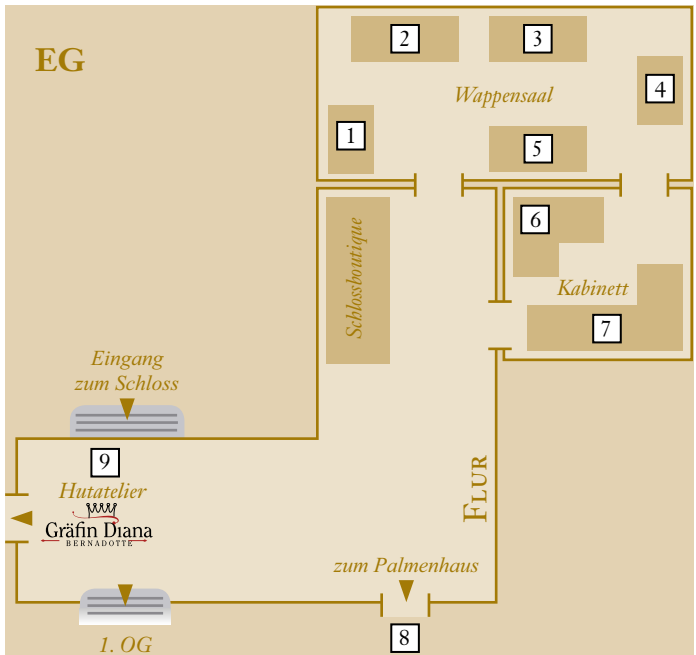 EG
2
3
4
Wappensaal
1
5
6
Schlossboutique
Kabinett
7
Eingang
zum Schloss
9
Hutatelier
Gräfin Diana
BERNADOTTE
FLUR
zum Palmenhaus
8
1. OG